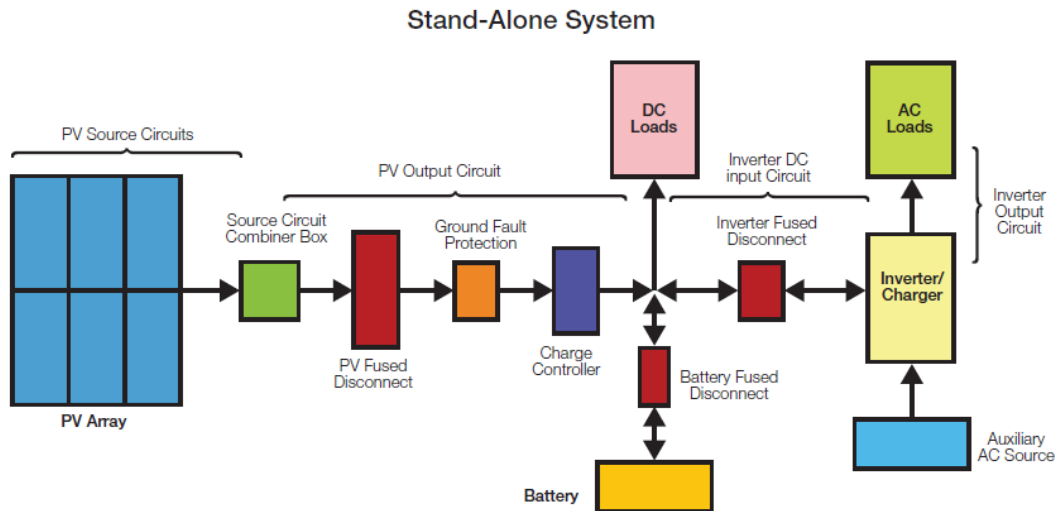 Stand-Alone System
PV Source Circuits
PV Output Circuit
Source Circuit
Combiner Box
Ground Fault
Protection
PV Fused
Disconnect
Charge
Controller
PV Array
DC
Loads
Inverter DC
input Circuit
Inverter Fused
Disconnect
Battery Fused
Disconnect
Battery
AC
Loads
Inverter
Output
Circuit
Inverter/
Charger
Auxiliary
AC Source